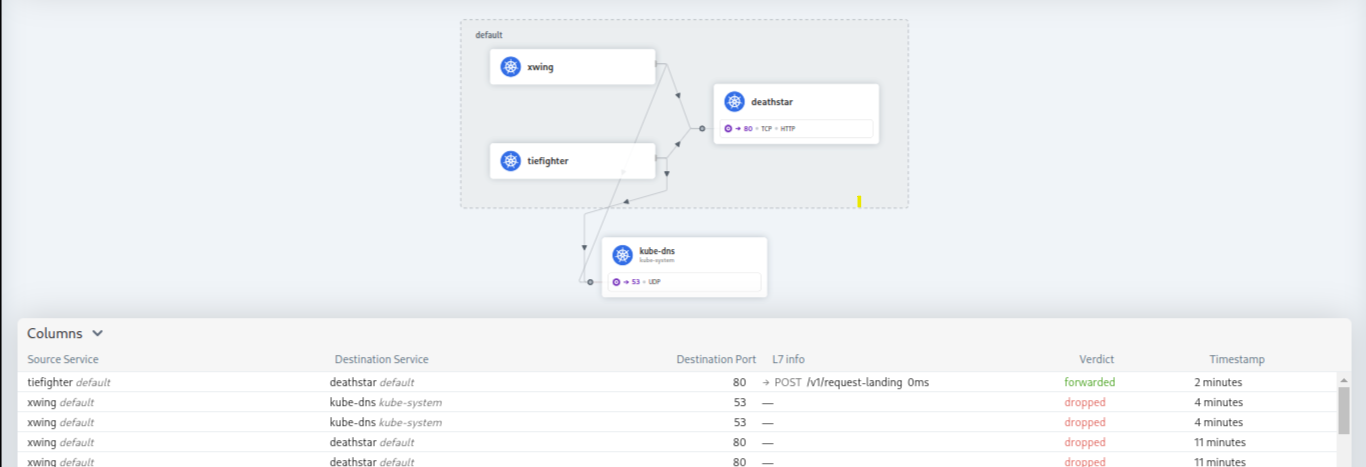 default
xwing
deathstar
→ 80 • TCP • HTTP
tiefighter
kube-dns
kube-system
→ 53 • UDP
Columns
Source Service Destination Service Destination Port L7 info Verdict Timestamp
tiefighter default deathstar default 80 → POST /v1/request-landing 0ms forwarded 2 minutes
xwing default kube-dns kube-system 53 — dropped 4 minutes
xwing default kube-dns kube-system 53 — dropped 4 minutes
xwing default deathstar default 80 — dropped 11 minutes
xwing default deathstar default 80 — dropped 11 minutes